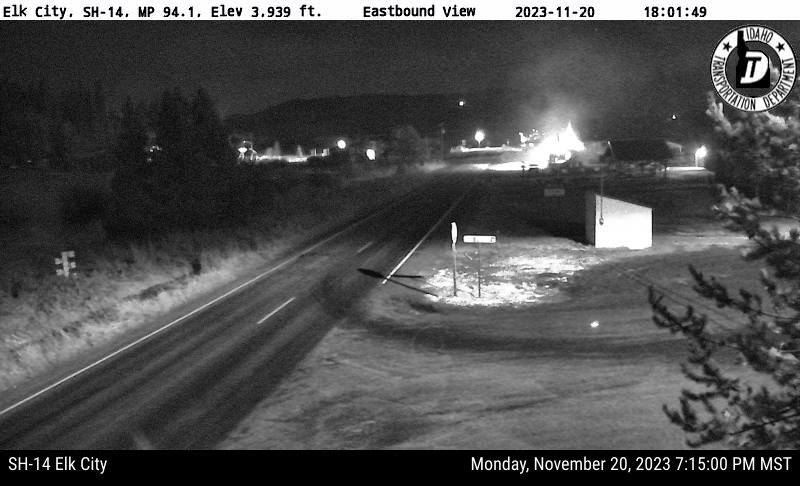 Elk City, SH-14, MP 94.1, Elev 3,939 ft. Eastbound View 2023-11-20 18:01:49
IDAHO
TRANSPORTATION DEPARTMENT
SH-14 Elk City Monday, November 20, 2023 7:15:00 PM MST